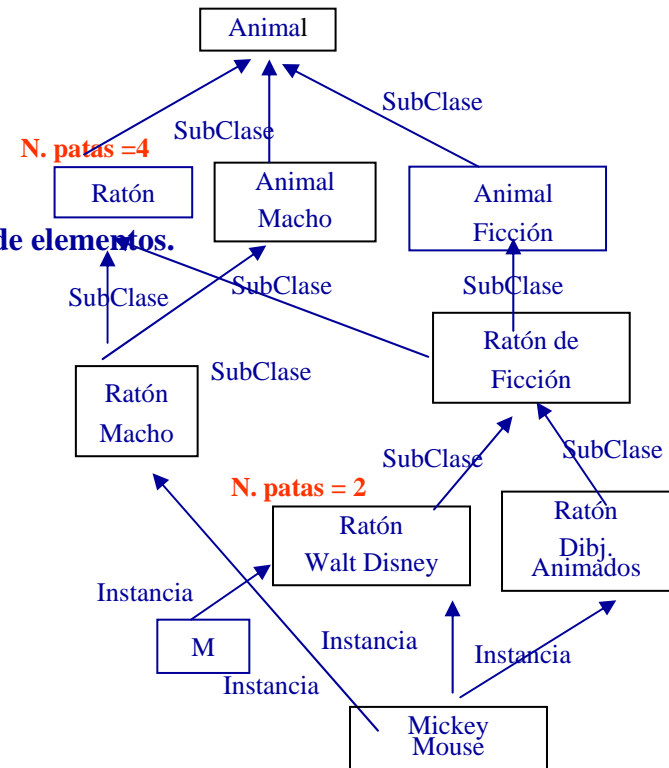 Animal
SubClase
SubClase
N. patas =4
Ratón
Animal
Macho
Animal
Ficción
de elementos.
SubClase
SubClase
SubClase
Ratón de
Ficción
SubClase
Ratón
Macho
SubClase
SubClase
N. patas = 2
Ratón
Walt Disney
Ratón
Dibj.
Animados
Instancia
M
Instancia
Instancia
Instancia
Mickey
Mouse